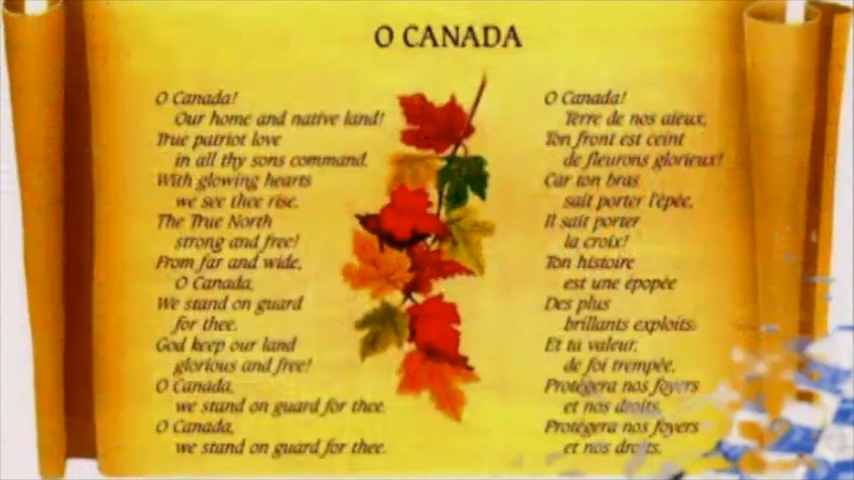 O CANADA
O Canada!
Our home and native land!
True patriot love
in all thy sons command.
With glowing hearts
we see thee rise,
The True North
strong and free!
From far and wide,
O Canada,
We stand on guard
for thee.
God keep our land
glorious and free!
O Canada,
we stand on guard for thee.
O Canada,
we stand on guard for thee.
O Canada!
Terre de nos aïeux,
Ton front est ceint
de fleurons glorieux!
Car ton bras
sait porter l'épée,
Il sait porter
la croix!
Ton histoire
est une épopée
Des plus
brillants exploits.
Et ta valeur,
de foi trempée,
Protégera nos foyers
et nos droits.
Protégera nos foyers
et nos droits.